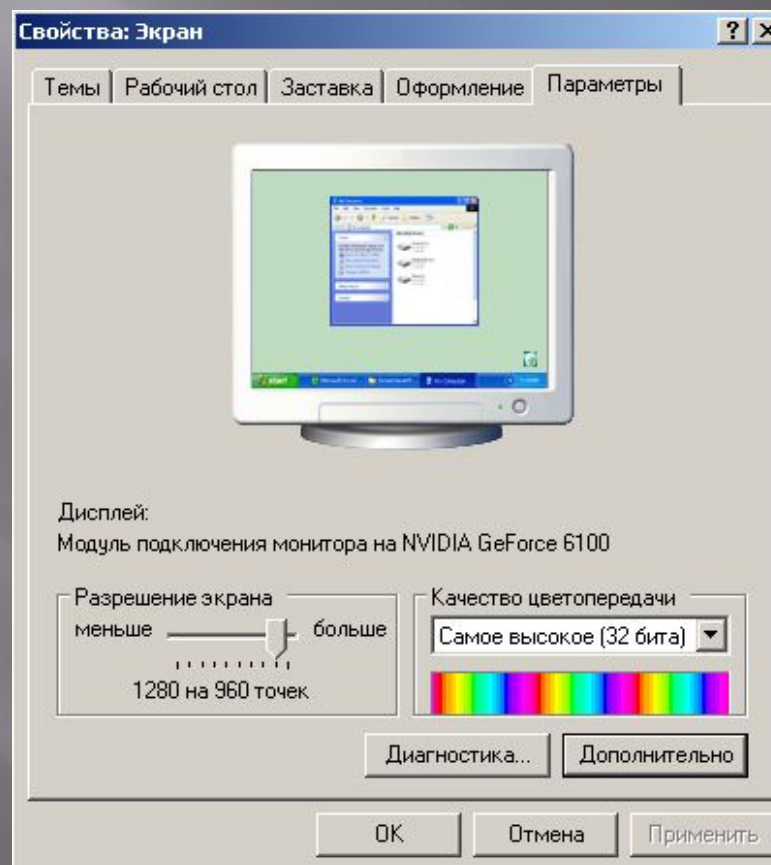 Свойства: Экран
Темы
Рабочий стол
Заставка
Оформление
Параметры
start
Дисплей:
Модуль подключения монитора на NVIDIA GeForce 6100
Разрешение экрана
меньше
больше
1280 на 960 точек
Качество цветопередачи
Самое высокое (32 бита)
Диагностика...
Дополнительно
OK
Отмена
Применить